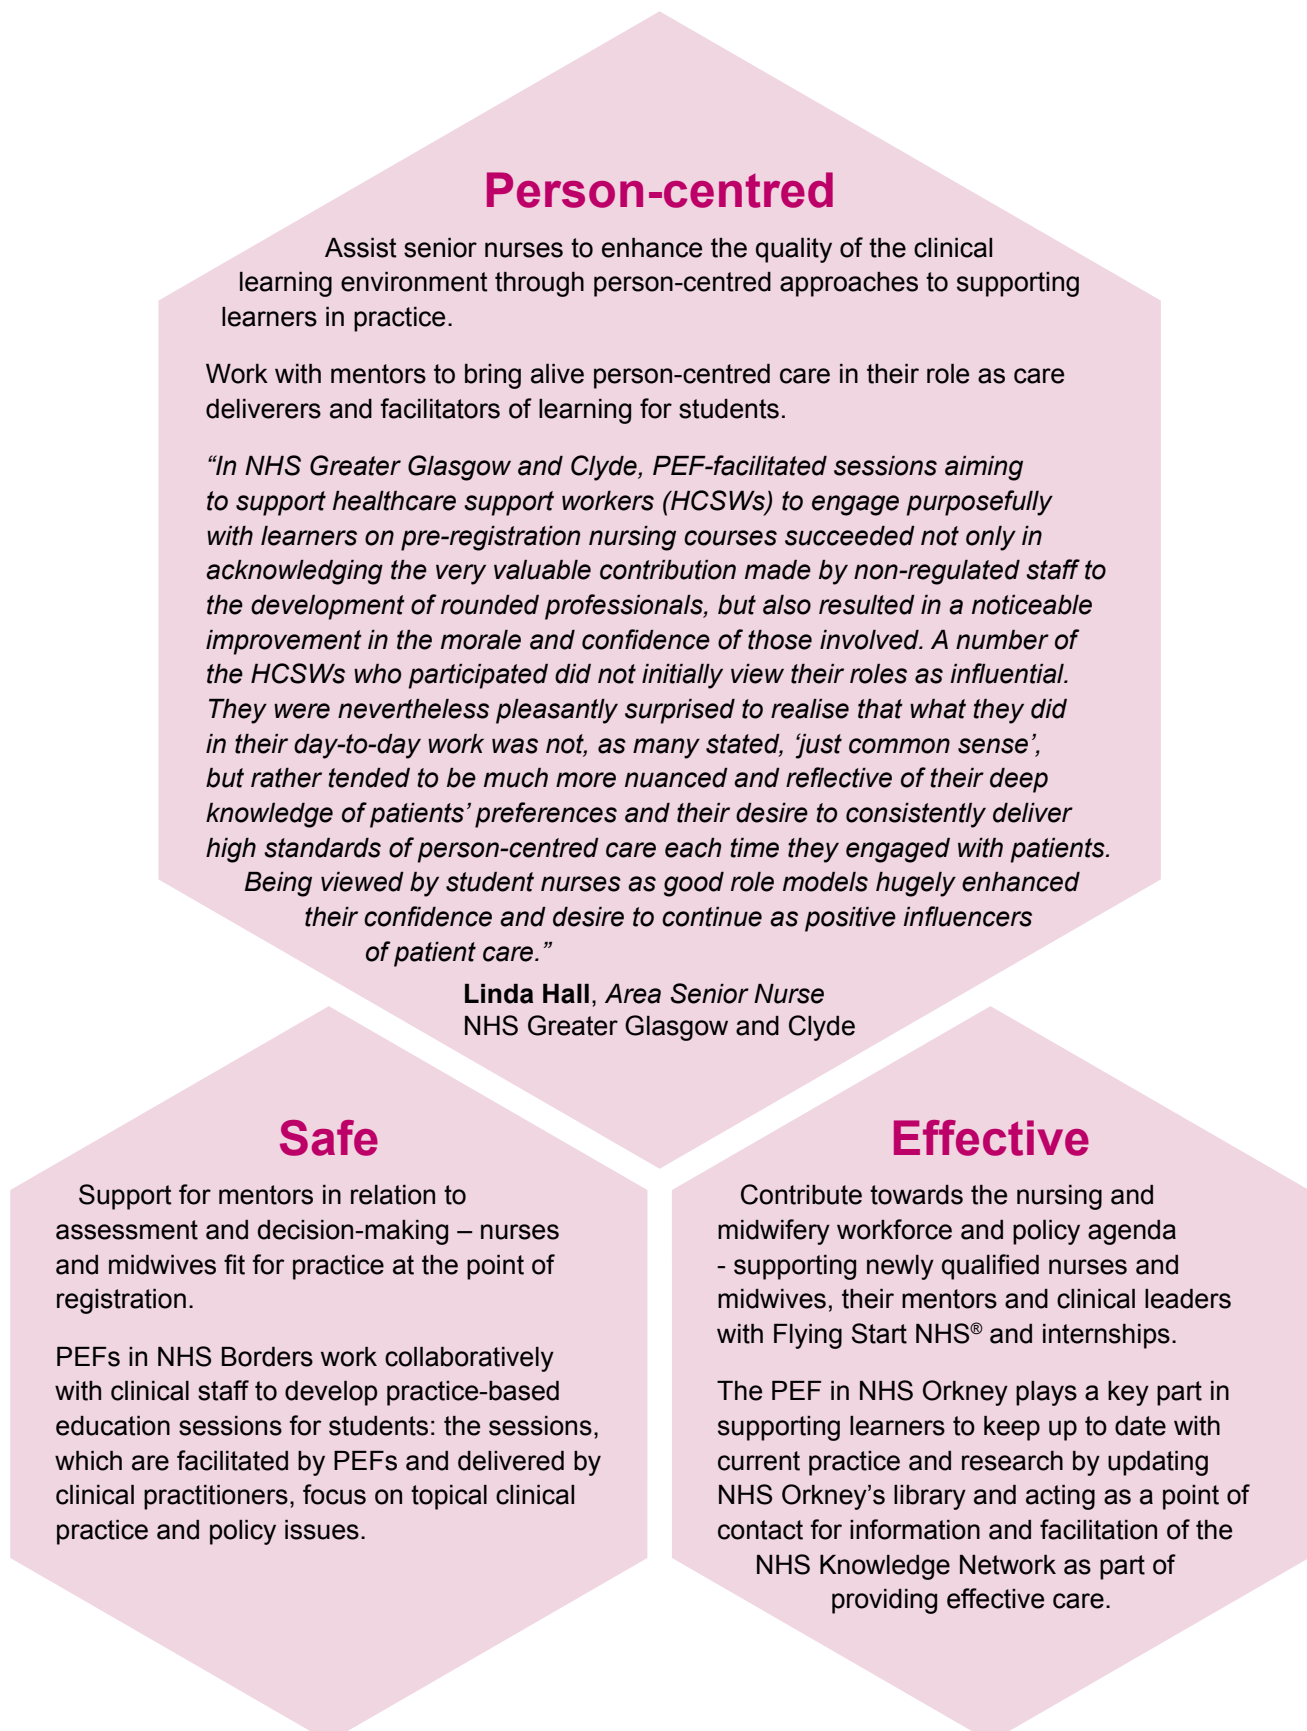 Person-centred
Assist senior nurses to enhance the quality of the clinical
learning environment through person-centred approaches to supporting
learners in practice.
Work with mentors to bring alive person-centred care in their role as care
deliverers and facilitators of learning for students.
“In NHS Greater Glasgow and Clyde, PEF-facilitated sessions aiming
to support healthcare support workers (HCSWs) to engage purposefully
with learners on pre-registration nursing courses succeeded not only in
acknowledging the very valuable contribution made by non-regulated staff to
the development of rounded professionals, but also resulted in a noticeable
improvement in the morale and confidence of those involved. A number of
the HCSWs who participated did not initially view their roles as influential.
They were nevertheless pleasantly surprised to realise that what they did
in their day-to-day work was not, as many stated, ‘just common sense’,
but rather tended to be much more nuanced and reflective of their deep
knowledge of patients’ preferences and their desire to consistently deliver
high standards of person-centred care each time they engaged with patients.
Being viewed by student nurses as good role models hugely enhanced
their confidence and desire to continue as positive influencers
of patient care.”
Linda Hall, Area Senior Nurse
NHS Greater Glasgow and Clyde
Safe
Support for mentors in relation to
assessment and decision-making – nurses
and midwives fit for practice at the point of
registration.
PEFs in NHS Borders work collaboratively
with clinical staff to develop practice-based
education sessions for students: the sessions,
which are facilitated by PEFs and delivered by
clinical practitioners, focus on topical clinical
practice and policy issues.
Effective
Contribute towards the nursing and
midwifery workforce and policy agenda
- supporting newly qualified nurses and
midwives, their mentors and clinical leaders
with Flying Start NHS® and internships.
The PEF in NHS Orkney plays a key part in
supporting learners to keep up to date with
current practice and research by updating
NHS Orkney’s library and acting as a point of
contact for information and facilitation of the
NHS Knowledge Network as part of
providing effective care.